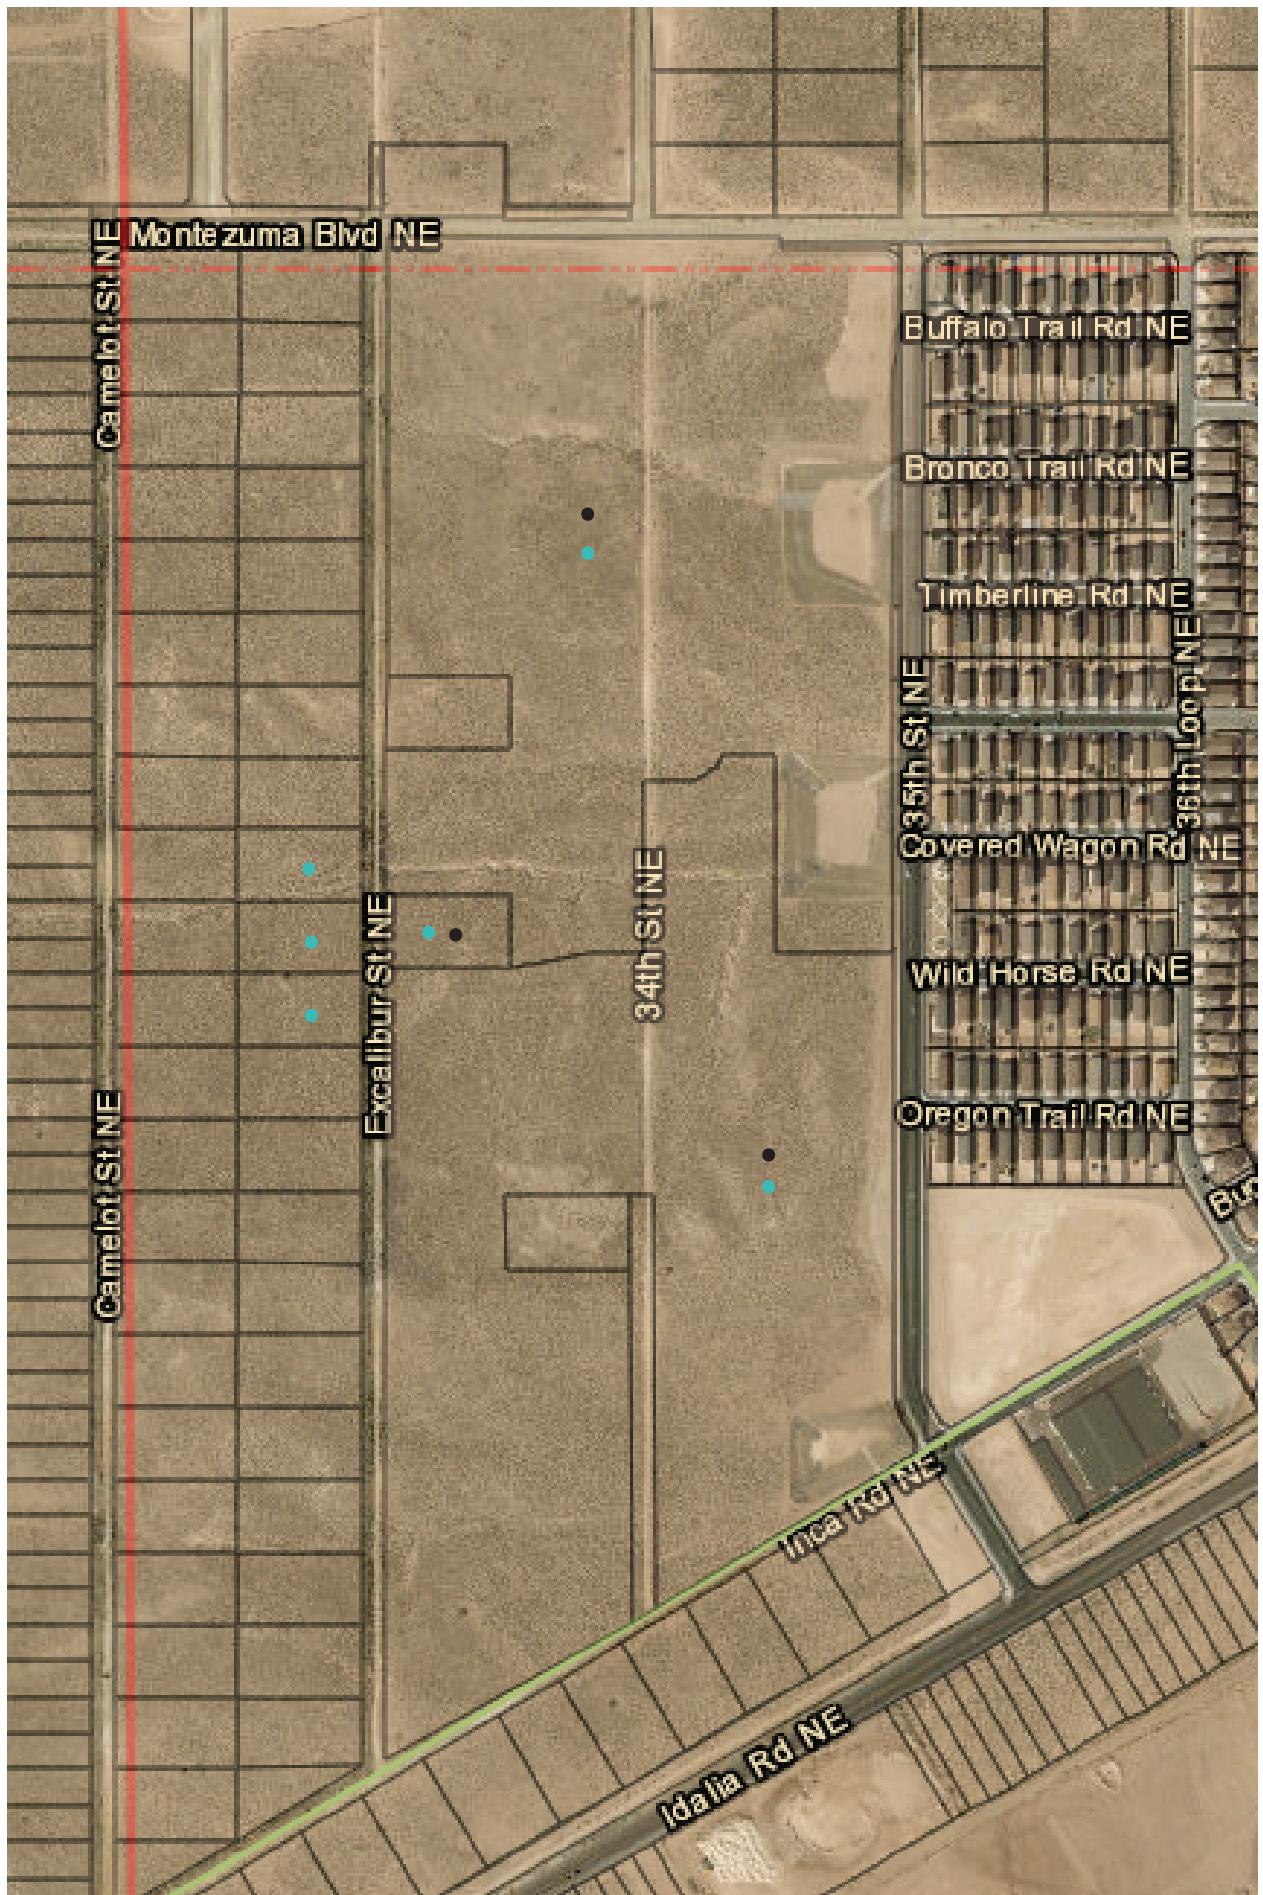 Montezuma Blvd NE
Camelot St NE
Buffalo Trail Rd NE
Bronco Trail Rd NE
Timberline Rd NE
35th St NE
36th Loop NE
Covered Wagon Rd NE
34th St NE
Excalibur St NE
Wild Horse Rd NE
Camelot St NE
Oregon Trail Rd NE
Inca Rd NE
Idalia Rd NE